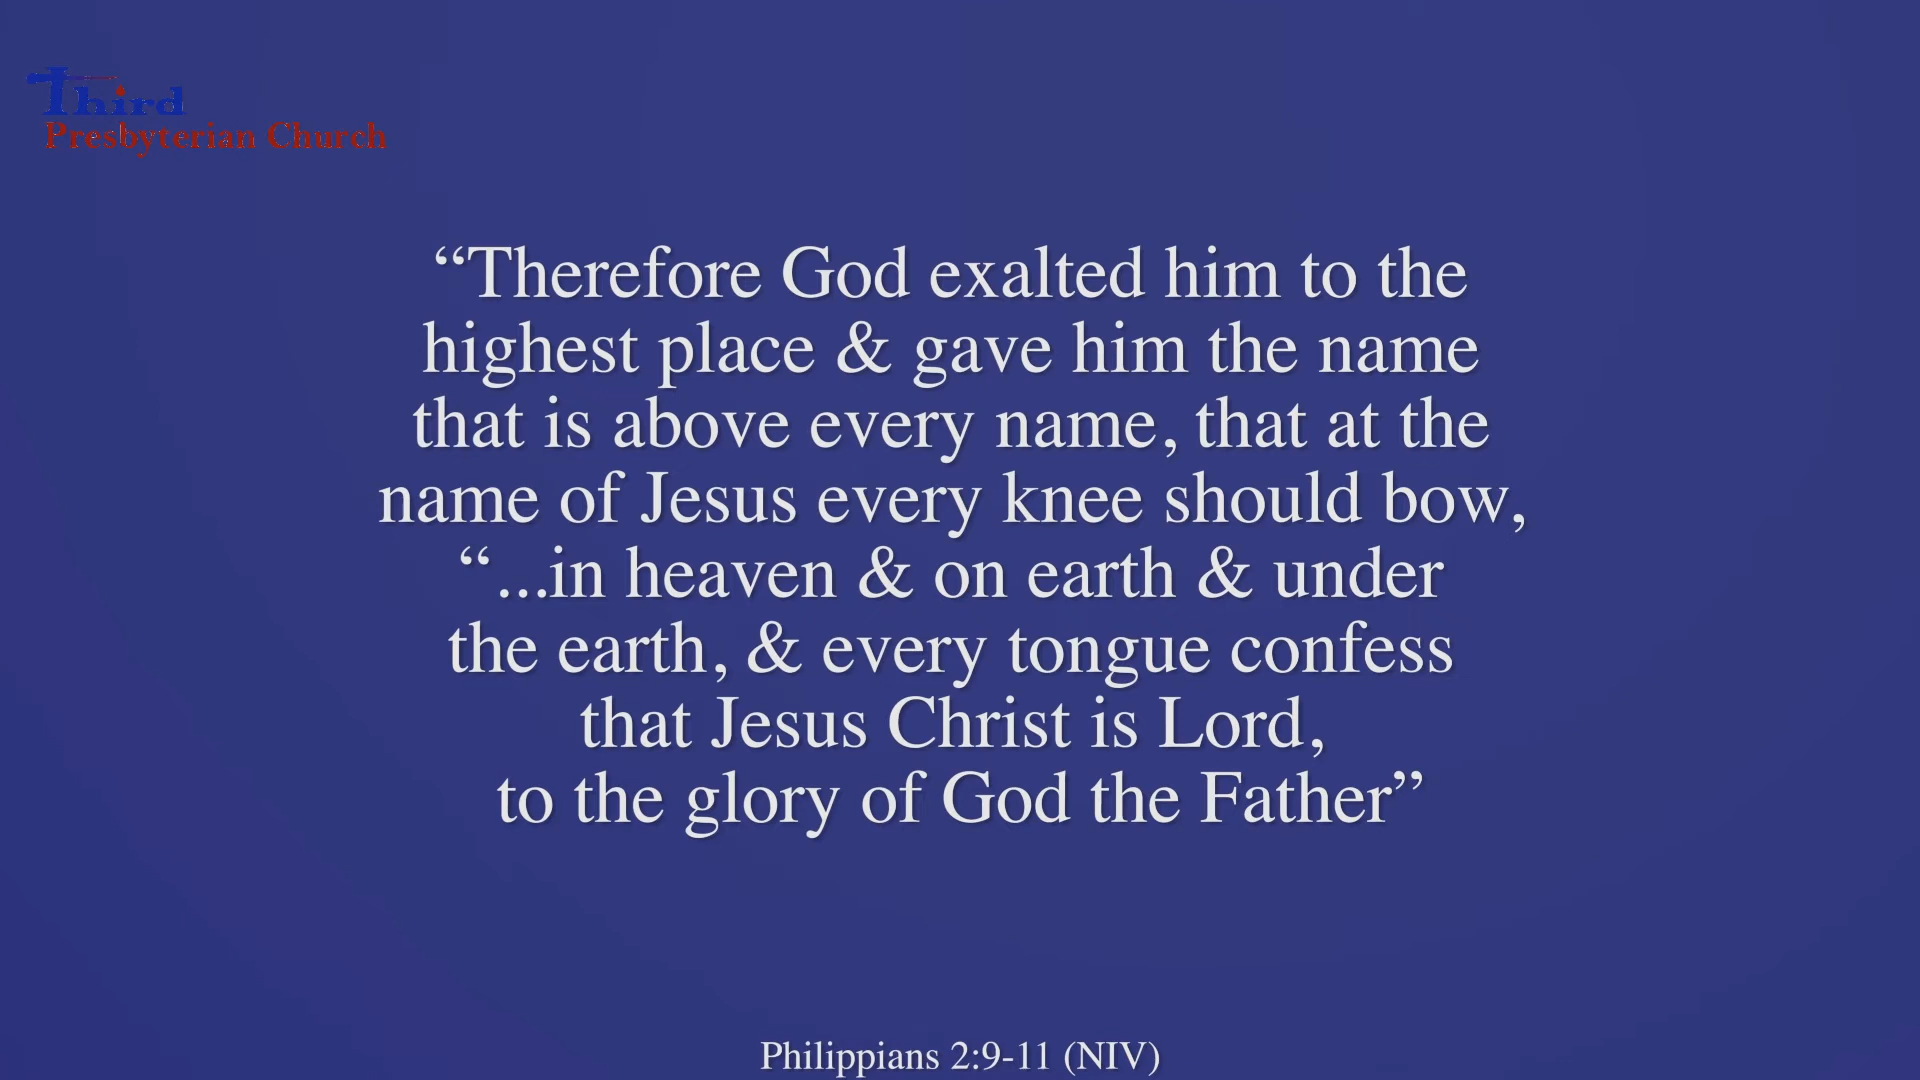 Third
Presbyterian Church
“Therefore God exalted him to the
highest place & gave him the name
that is above every name, that at the
name of Jesus every knee should bow,
“...in heaven & on earth & under
the earth, & every tongue confess
that Jesus Christ is Lord,
to the glory of God the Father”
Philippians 2:9-11 (NIV)